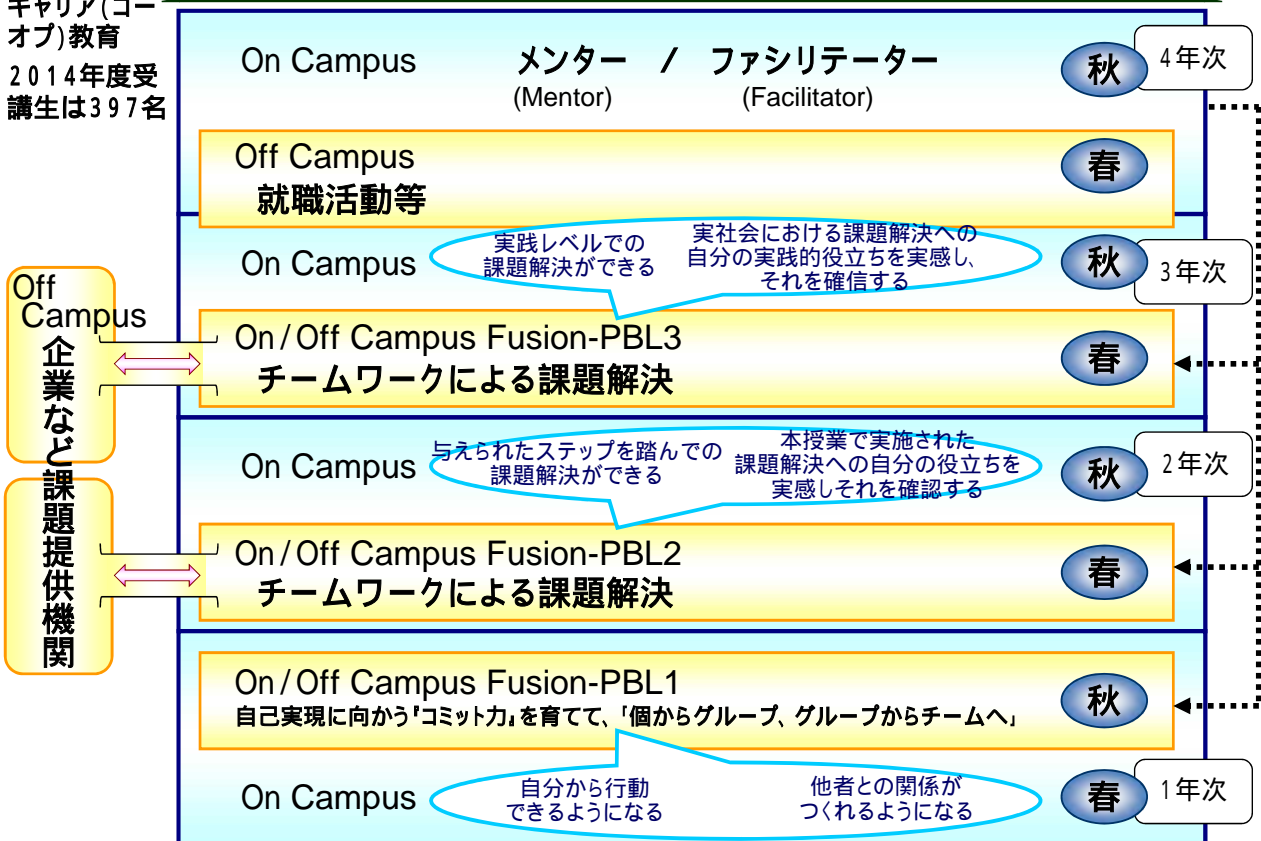 キャリア(コー
オプ)教育
2014年度受
講生は397名
On Campus
メンター / ファシリテーター
(Mentor) (Facilitator)
秋
4年次
Off Campus
就職活動等
春
On Campus
実践レベルでの
課題解決ができる
実社会における課題解決への
自分の実践的役立ちを実感し、
それを確信する
秋
3年次
Off
Campus
企業など課題提供機関
On/Off Campus Fusion-PBL3
チームワークによる課題解決
春
On Campus
与えられたステップを踏んでの
課題解決ができる
本授業で実施された
課題解決への自分の役立ちを
実感しそれを確認する
秋
2年次
On/Off Campus Fusion-PBL2
チームワークによる課題解決
春
On/Off Campus Fusion-PBL1
自己実現に向かう『コミット力』を育てて、「個からグループ、グループからチームへ」
秋
On Campus
自分から行動
できるようになる
他者との関係が
つくれるようになる
春
1年次